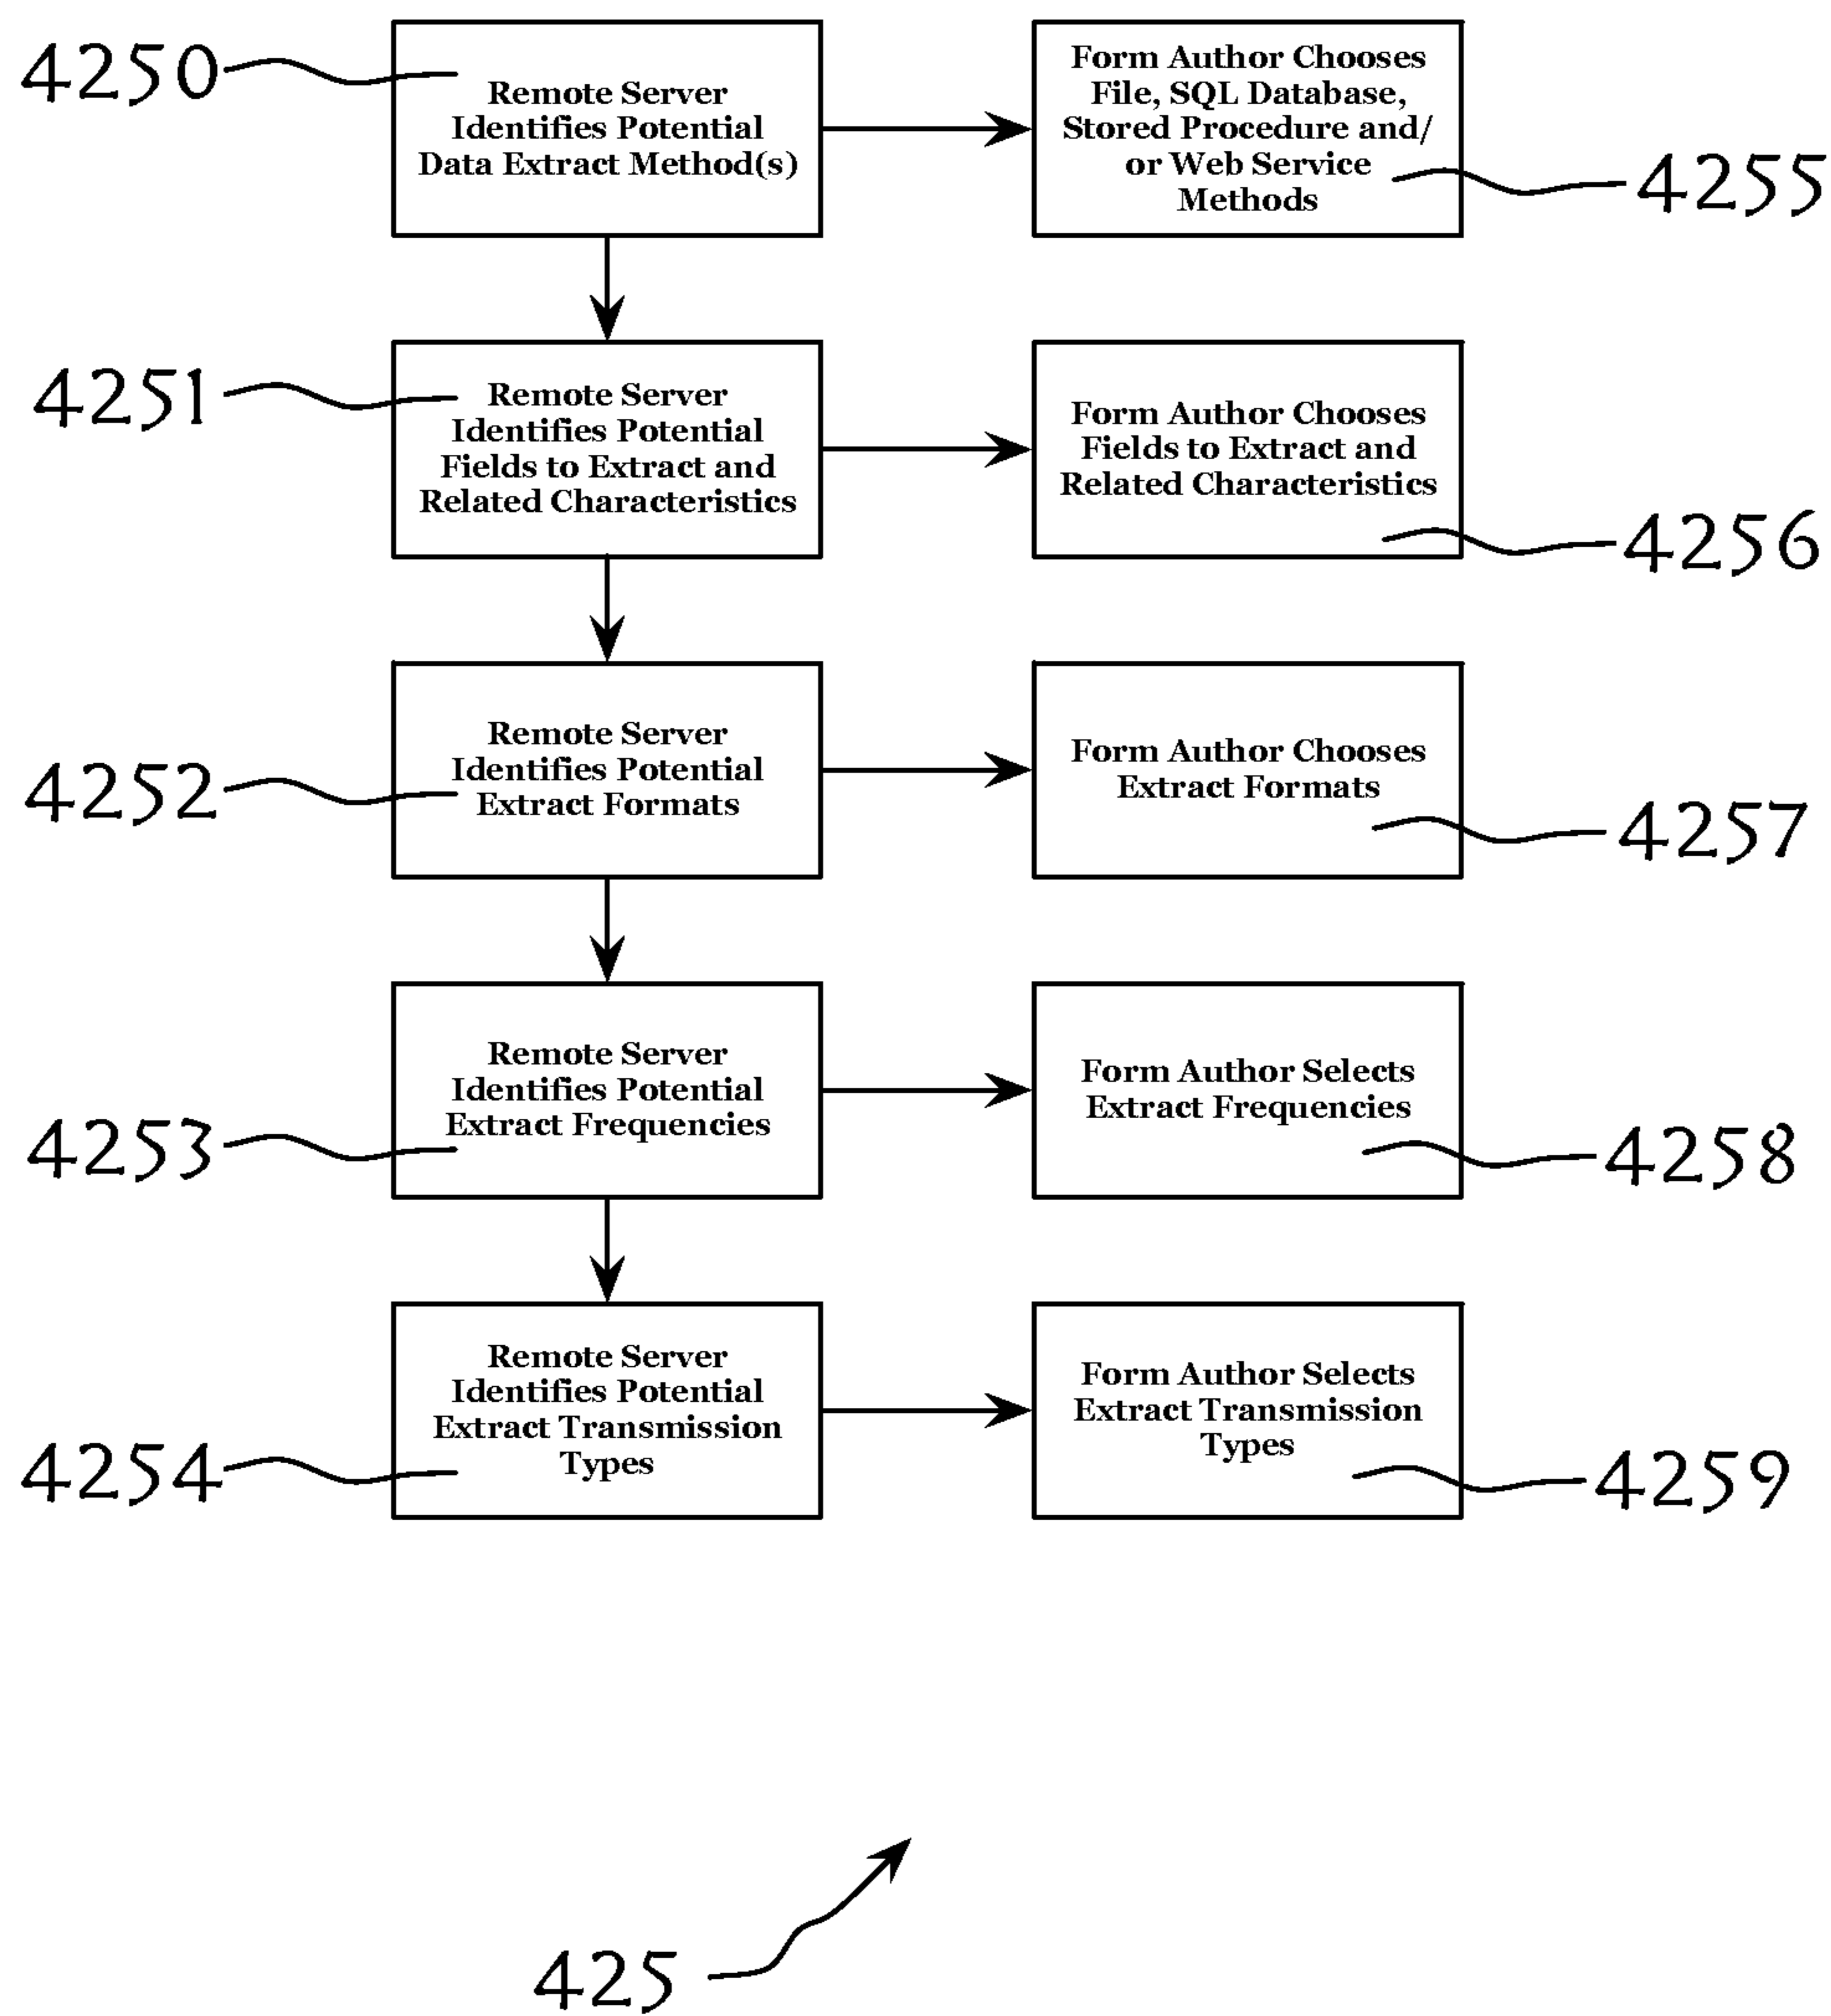 4250
Remote Server
Identifies Potential
Data Extract Method(s)
Form Author Chooses
File, SQL Database,
Stored Procedure and/
or Web Service
Methods
4255
4251
Remote Server
Identifies Potential
Fields to Extract and
Related Characteristics
Form Author Chooses
Fields to Extract and
Related Characteristics
4256
4252
Remote Server
Identifies Potential
Extract Formats
Form Author Chooses
Extract Formats
4257
4253
Remote Server
Identifies Potential
Extract Frequencies
Form Author Selects
Extract Frequencies
4258
4254
Remote Server
Identifies Potential
Extract Transmission
Types
Form Author Selects
Extract Transmission
Types
4259
425